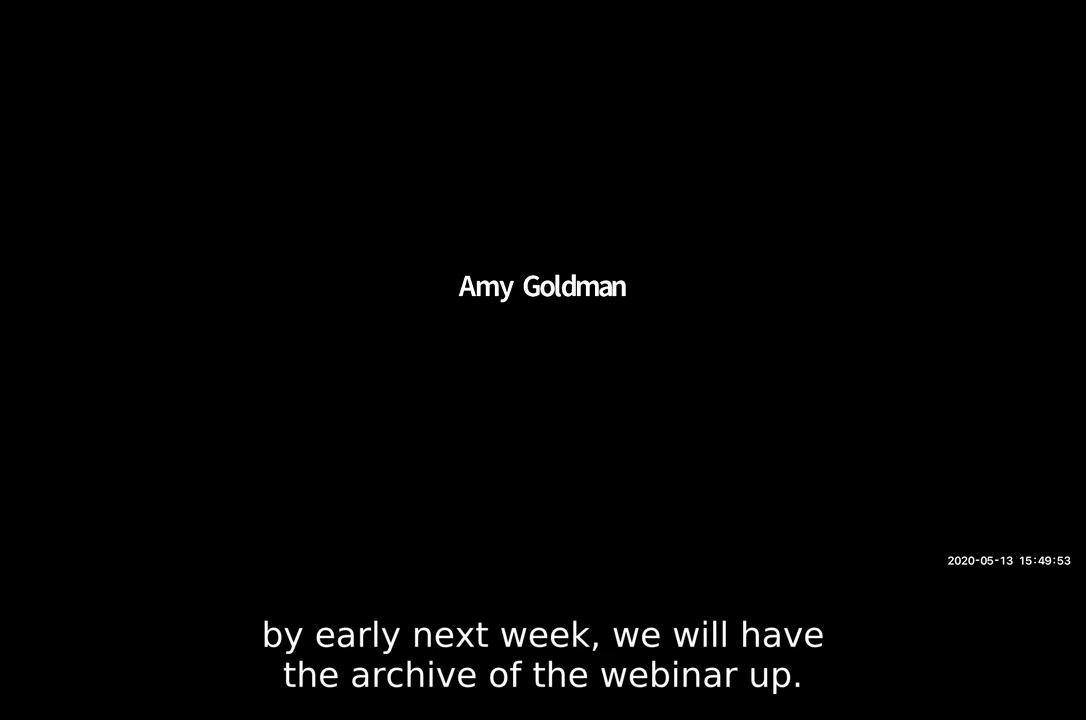 Amy Goldman
2020-05-13 15:49:53
by early next week, we will have
the archive of the webinar up.